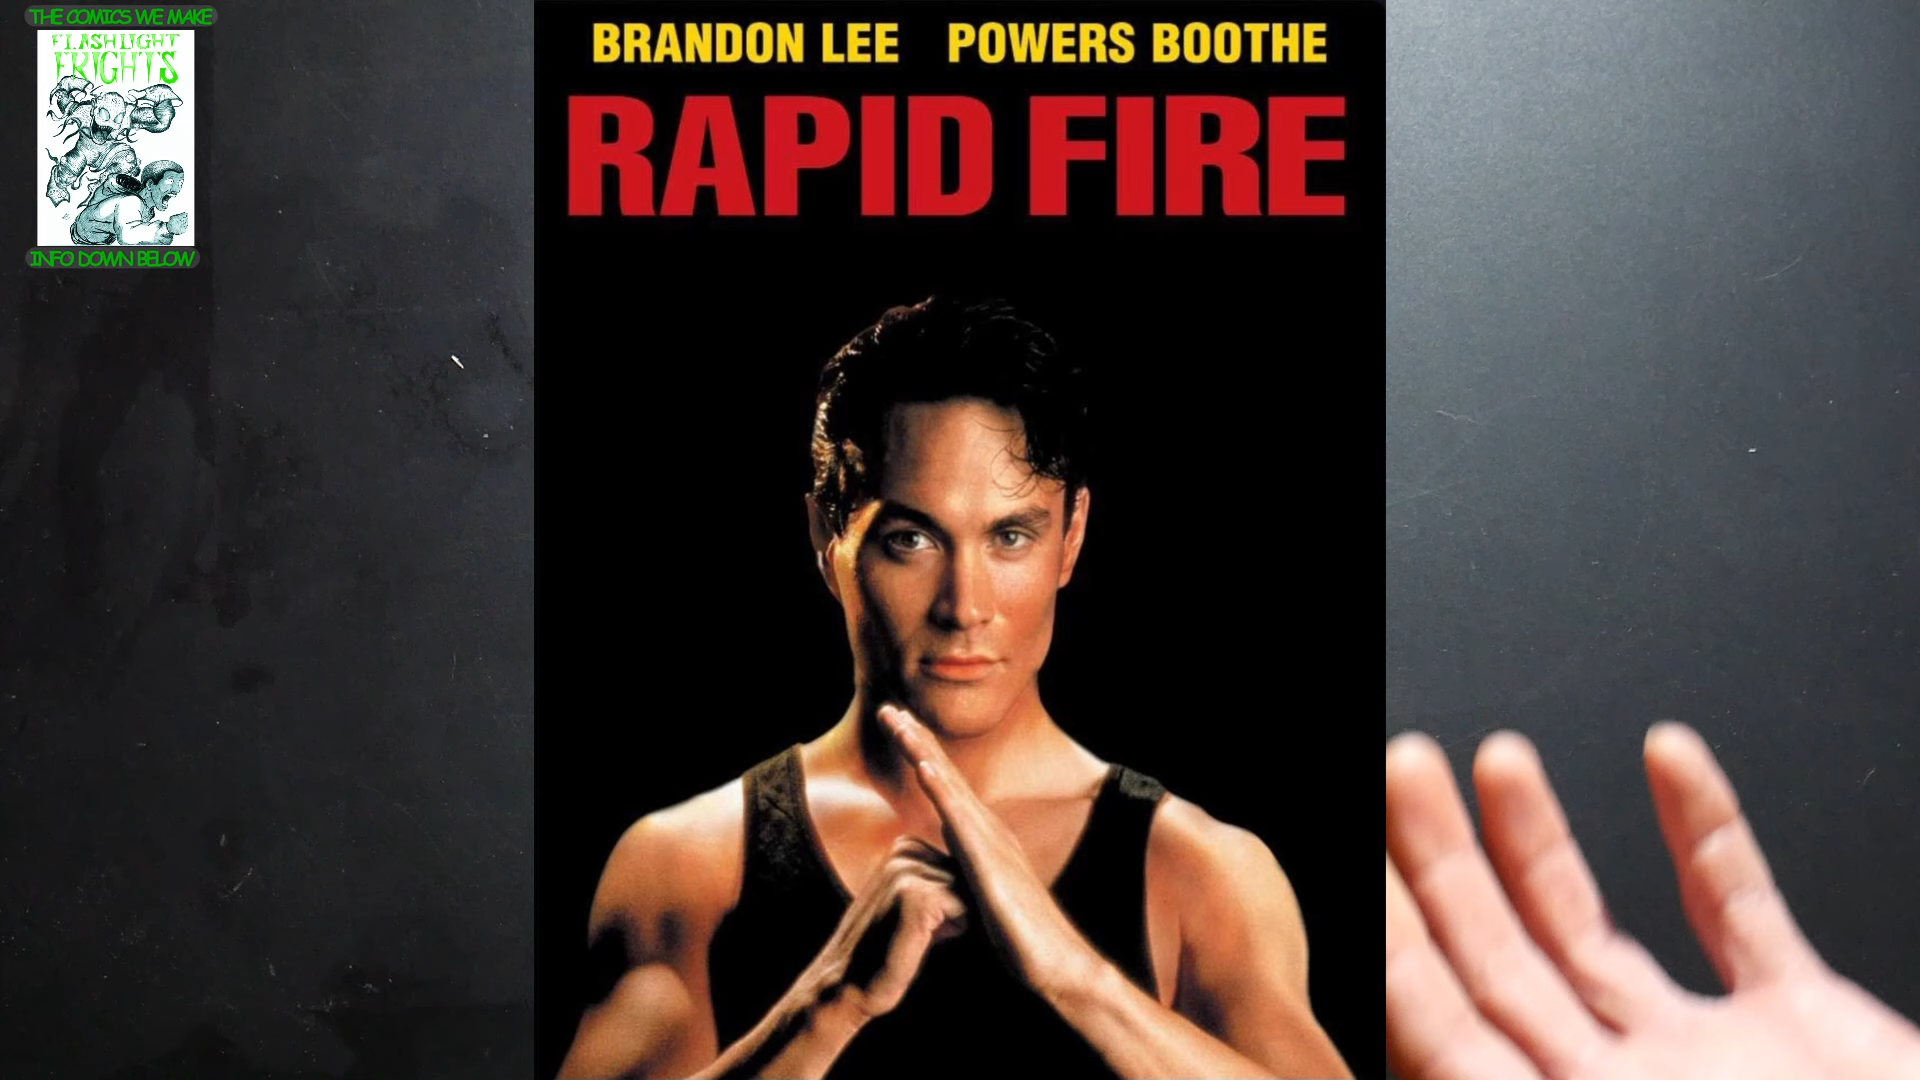 THE COMICS WE MAKE
FLASHLIGHT
FRIGHTS
INFO DOWN BELOW
BRANDON LEE POWERS BOOTHE
RAPID FIRE